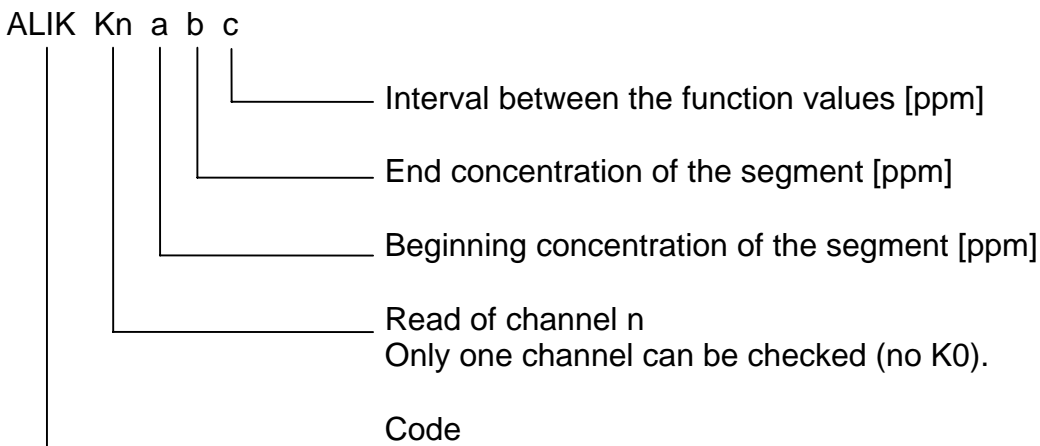 ALIK Kn a b c
Interval between the function values [ppm]
End concentration of the segment [ppm]
Beginning concentration of the segment [ppm]
Read of channel n
Only one channel can be checked (no K0).
Code